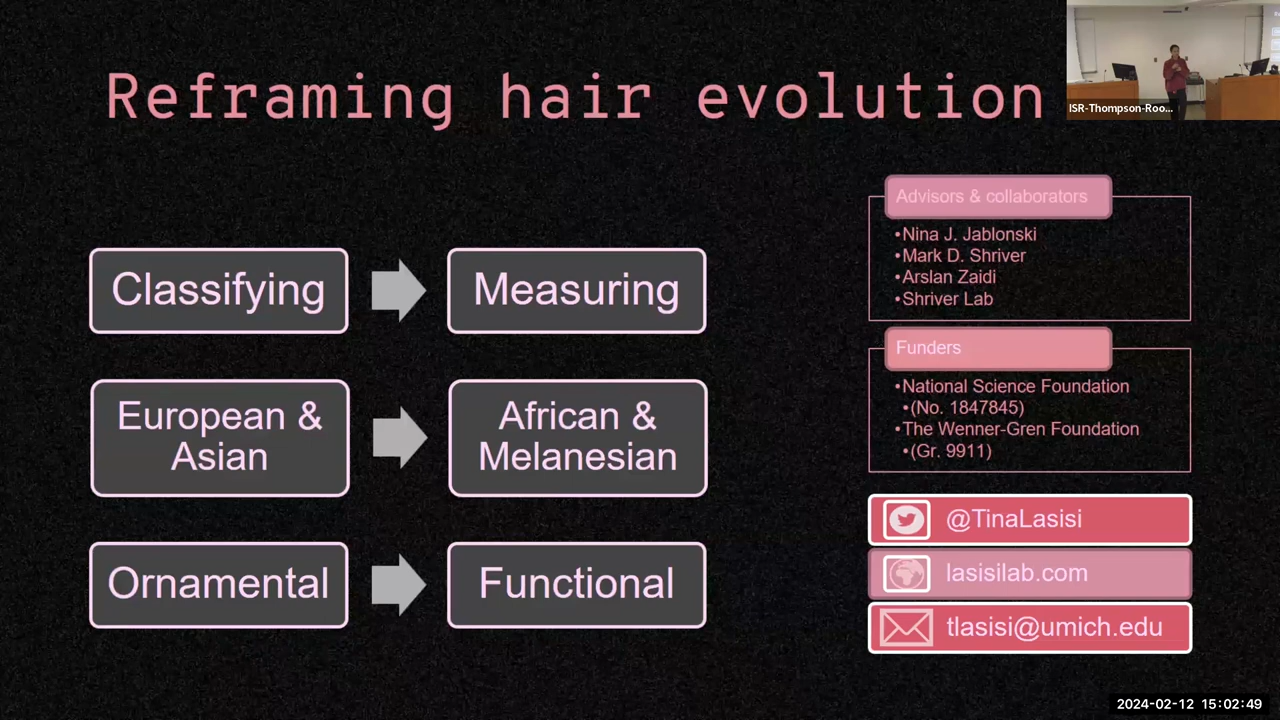 Reframing hair evolution
ISR-Thompson-Roo...
Classifying
Measuring
European &
Asian
African &
Melanesian
Ornamental
Functional
Advisors & collaborators
•Nina J. Jablonski
•Mark D. Shriver
•Arslan Zaidi
•Shriver Lab
Funders
•National Science Foundation
•(No. 1847845)
•The Wenner-Gren Foundation
•(Gr. 9911)
@TinaLasisi
lasisilab.com
tlasisi@umich.edu
2024-02-12 15:02:49